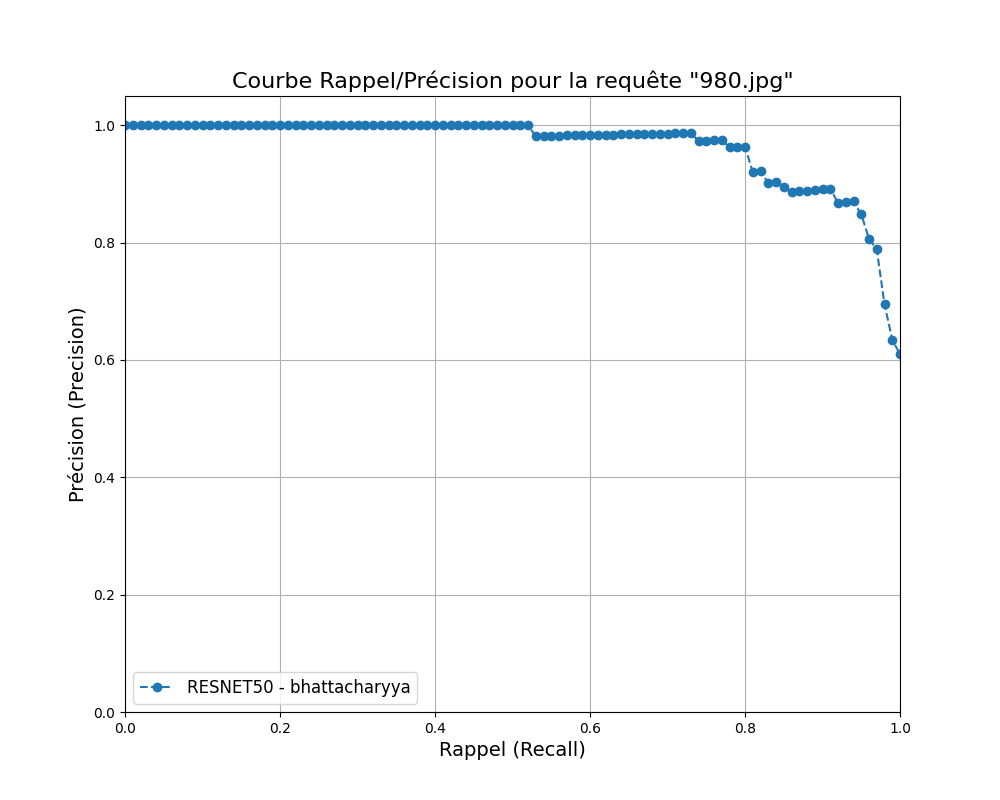 Courbe Rappel/Précision pour la requête "980.jpg"
1.0
0.8
0.6
0.4
0.2
0.0
Précision (Precision)
RESNET50 - bhattacharyya
0.0 0.2 0.4 0.6 0.8 1.0
Rappel (Recall)